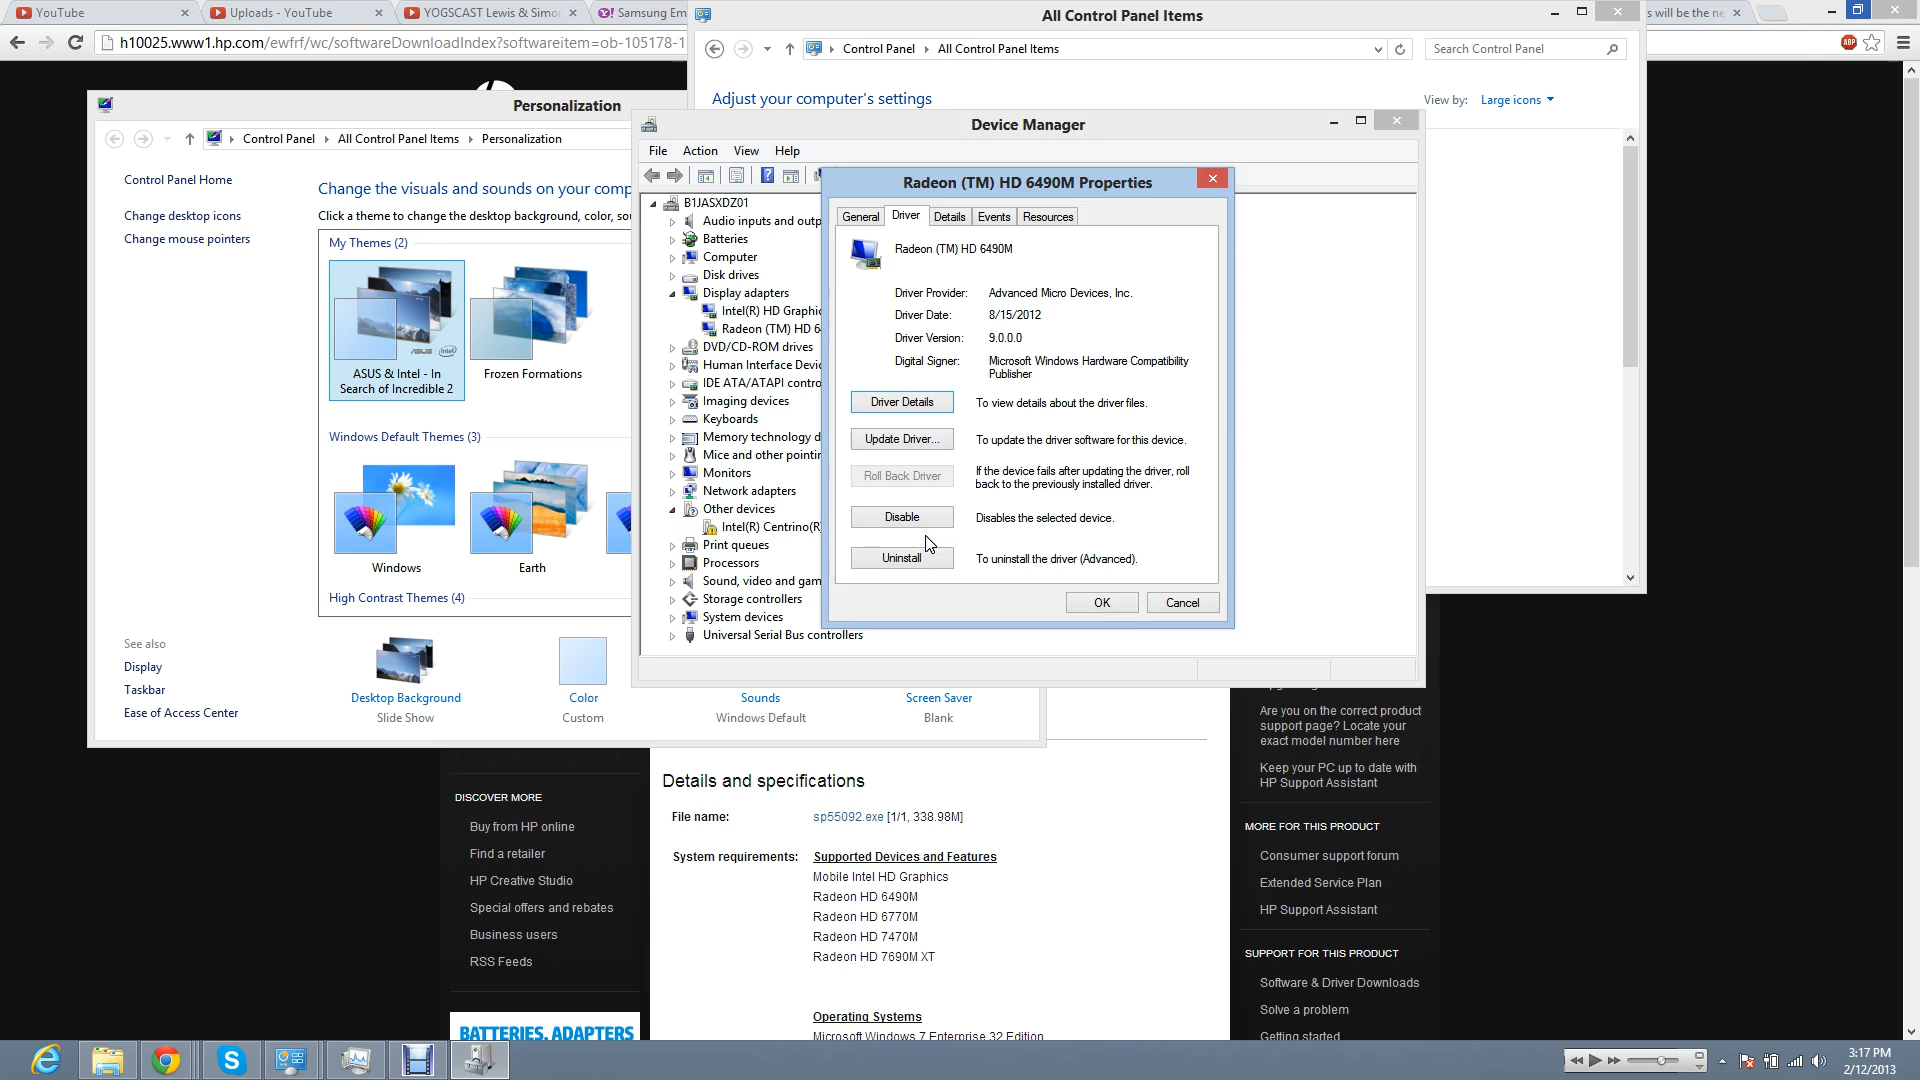 YouTube
Uploads - YouTube
YOGSCAST Lewis & Simo
Samsung Em
s will be the ne
h10025.www1.hp.com/ewfrf/wc/softwareDownloadIndex?softwareitem=ob-105178-1
ABP
All Control Panel Items
Control Panel
All Control Panel Items
Search Control Panel
Adjust your computer's settings
View by:
Large icons
Personalization
Control Panel
All Control Panel Items
Personalization
Control Panel Home
Change desktop icons
Change mouse pointers
Change the visuals and sounds on your comp
Click a theme to change the desktop background, color, so
My Themes (2)
ASUS & Intel - In
Search of Incredible 2
Frozen Formations
Windows Default Themes (3)
Windows
Earth
High Contrast Themes (4)
See also
Display
Taskbar
Ease of Access Center
Desktop Background
Slide Show
Color
Custom
Sounds
Windows Default
Screen Saver
Blank
Device Manager
File
Action
View
Help
B1JASXDZ01
Audio inputs and outp
Batteries
Computer
Disk drives
Display adapters
Intel(R) HD Graphic
Radeon (TM) HD 6
DVD/CD-ROM drives
Human Interface Devic
IDE ATA/ATAPI contro
Imaging devices
Keyboards
Memory technology d
Mice and other pointin
Monitors
Network adapters
Other devices
Intel(R) Centrino(R)
Print queues
Processors
Sound, video and gam
Storage controllers
System devices
Universal Serial Bus controllers
Radeon (TM) HD 6490M Properties
General
Driver
Details
Events
Resources
Radeon (TM) HD 6490M
Driver Provider: Advanced Micro Devices, Inc.
Driver Date: 8/15/2012
Driver Version: 9.0.0.0
Digital Signer: Microsoft Windows Hardware Compatibility
Publisher
Driver Details
To view details about the driver files.
Update Driver...
To update the driver software for this device.
Roll Back Driver
If the device fails after updating the driver, roll
back to the previously installed driver.
Disable
Disables the selected device.
Uninstall
To uninstall the driver (Advanced).
OK
Cancel
DISCOVER MORE
Buy from HP online
Find a retailer
HP Creative Studio
Special offers and rebates
Business users
RSS Feeds
BATTERIES, ADAPTERS
Details and specifications
File name: sp55092.exe [1/1, 338.98M]
System requirements: Supported Devices and Features
Mobile Intel HD Graphics
Radeon HD 6490M
Radeon HD 6770M
Radeon HD 7470M
Radeon HD 7690M XT
Operating Systems
Microsoft Windows 7 Enterprise 32 Edition
Are you on the correct product
support page? Locate your
exact model number here
Keep your PC up to date with
HP Support Assistant
MORE FOR THIS PRODUCT
Consumer support forum
Extended Service Plan
HP Support Assistant
SUPPORT FOR THIS PRODUCT
Software & Driver Downloads
Solve a problem
Getting started
3:17 PM
2/12/2013